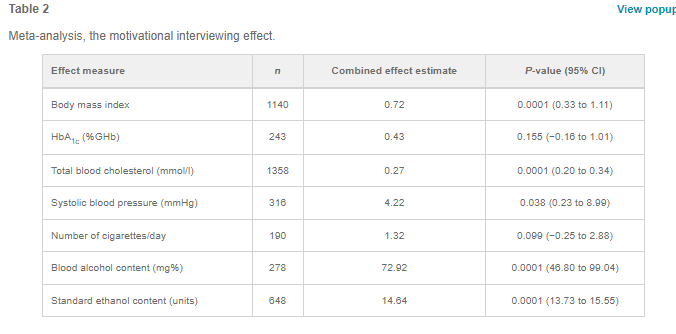 Table 2 View popup
Meta-analysis, the motivational interviewing effect.
Effect measure n Combined effect estimate P-value (95% CI)
Body mass index 1140 0.72 0.0001 (0.33 to 1.11)
HbA1c (%GHb) 243 0.43 0.155 (−0.16 to 1.01)
Total blood cholesterol (mmol/l) 1358 0.27 0.0001 (0.20 to 0.34)
Systolic blood pressure (mmHg) 316 4.22 0.038 (0.23 to 8.99)
Number of cigarettes/day 190 1.32 0.099 (−0.25 to 2.88)
Blood alcohol content (mg%) 278 72.92 0.0001 (46.80 to 99.04)
Standard ethanol content (units) 648 14.64 0.0001 (13.73 to 15.55)